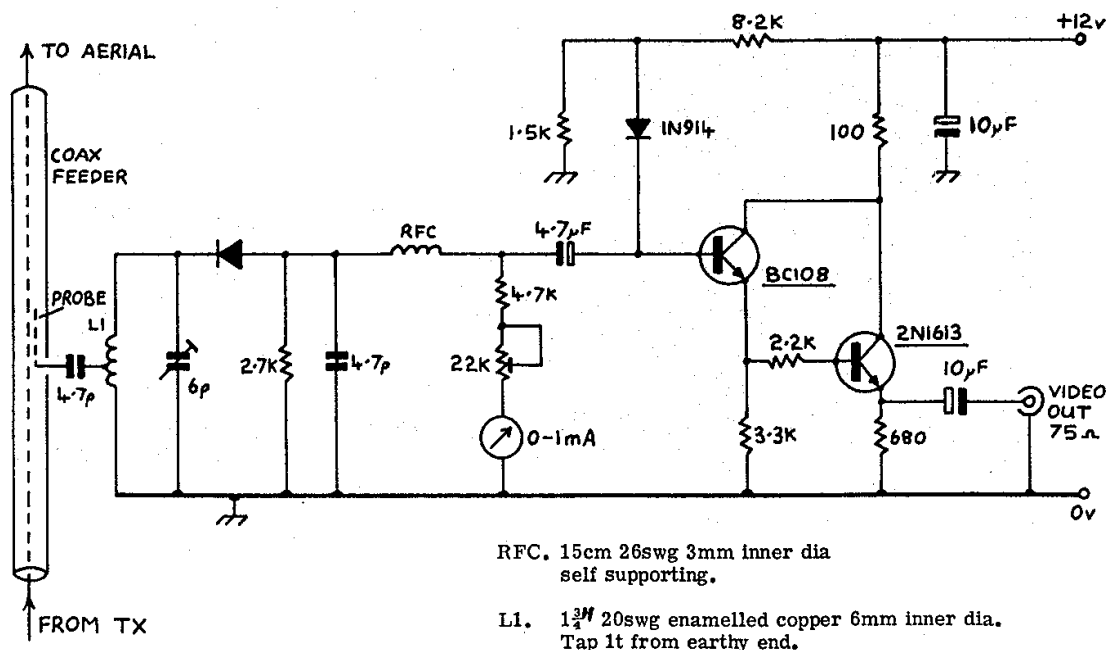 8·2K
+12v
TO AERIAL
1·5K
1N914
100
10µF
COAX
FEEDER
RFC
4·7µF
BC108
PROBE
L1
4·7K
2·2K
2N1613
4·7p
6p
2·7K
4·7p
22K
10µF
VIDEO
OUT
75Ω
0-1mA
3·3K
680
0v
FROM TX
RFC. 15cm 26swg 3mm inner dia
self supporting.
L1. 1¾" 20swg enamelled copper 6mm inner dia.
Tap 1t from earthy end.